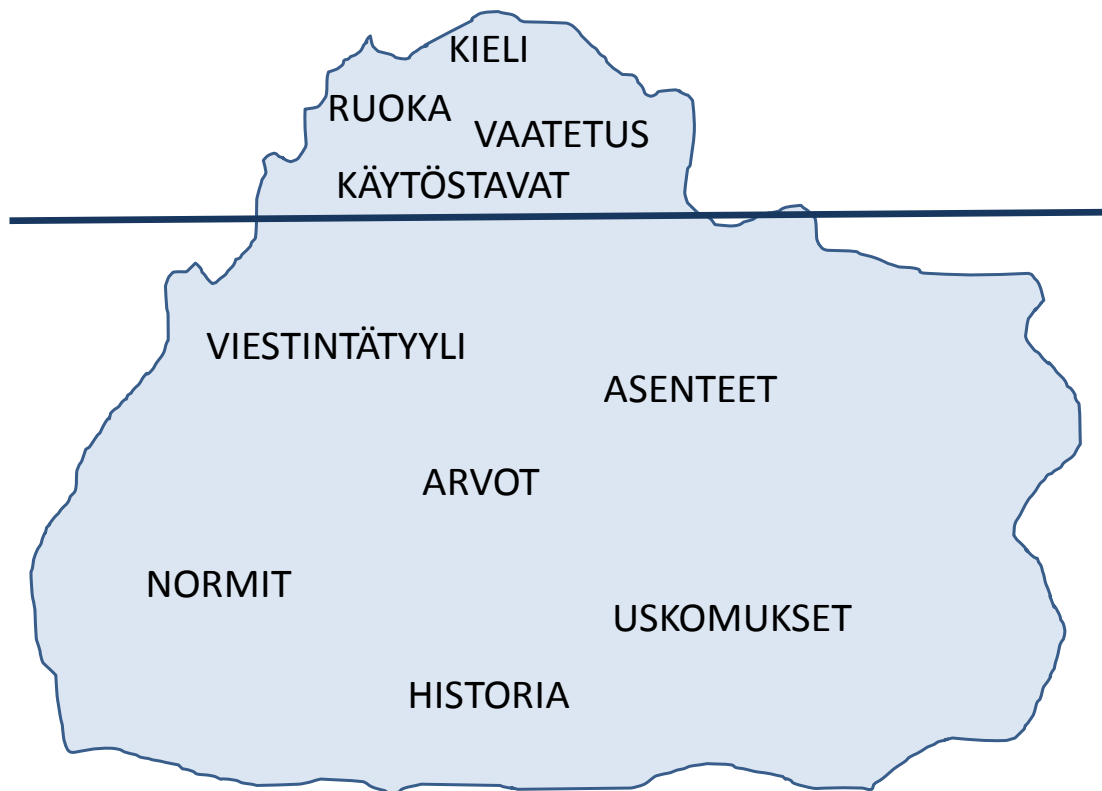 KIELI
RUOKA
VAATETUS
KÄYTÖSTAVAT
VIESTINTÄTYYLI
ASENTEET
ARVOT
NORMIT
USKOMUKSET
HISTORIA